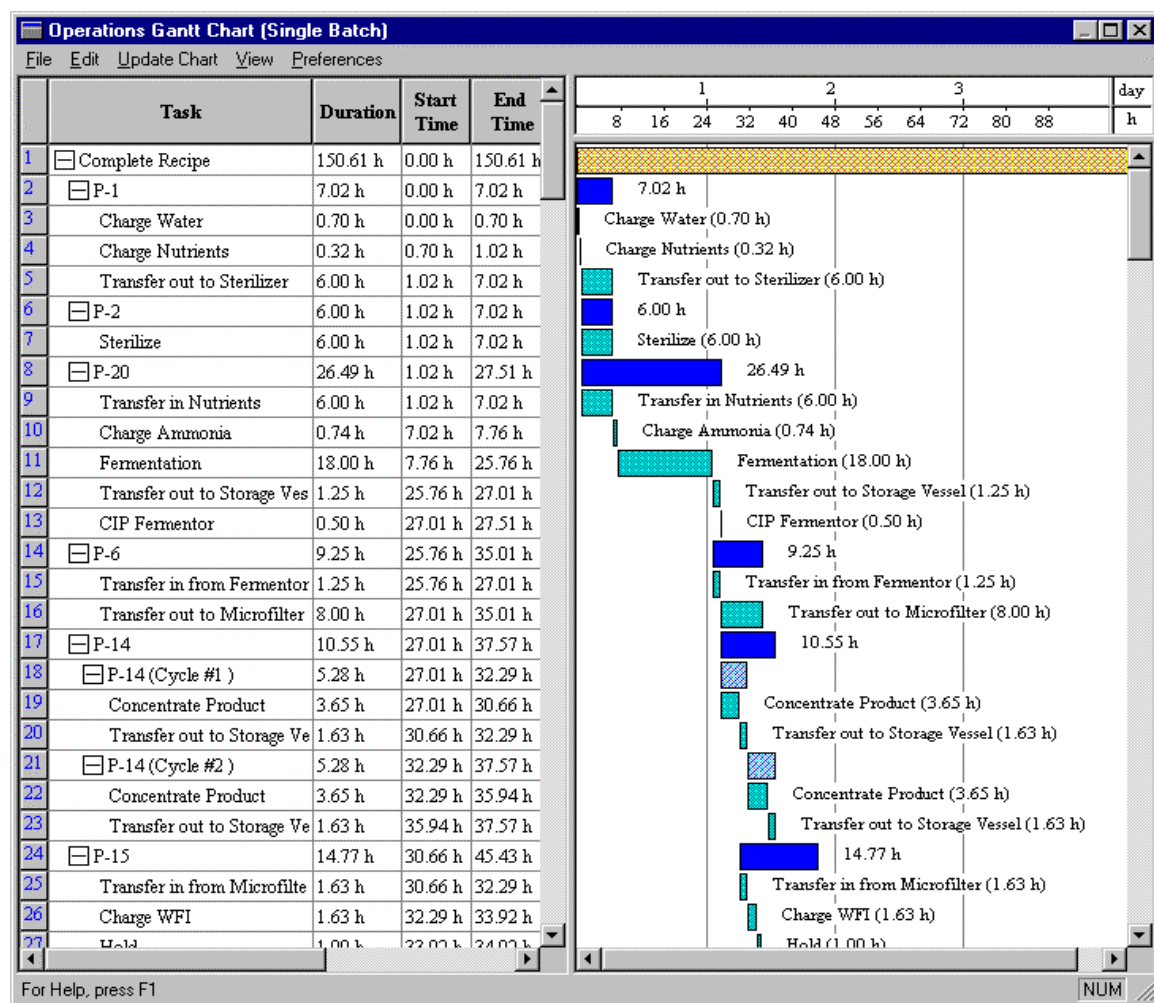 Operations Gantt Chart (Single Batch)
File Edit Update Chart View Preferences
Task Duration Start Time End Time
1 2 3 day
8 16 24 32 40 48 56 64 72 80 88 h
1 Complete Recipe 150.61 h 0.00 h 150.61 h
2 P-1 7.02 h 0.00 h 7.02 h 7.02 h
3 Charge Water 0.70 h 0.00 h 0.70 h Charge Water (0.70 h)
4 Charge Nutrients 0.32 h 0.70 h 1.02 h Charge Nutrients (0.32 h)
5 Transfer out to Sterilizer 6.00 h 1.02 h 7.02 h Transfer out to Sterilizer (6.00 h)
6 P-2 6.00 h 1.02 h 7.02 h 6.00 h
7 Sterilize 6.00 h 1.02 h 7.02 h Sterilize (6.00 h)
8 P-20 26.49 h 1.02 h 27.51 h 26.49 h
9 Transfer in Nutrients 6.00 h 1.02 h 7.02 h Transfer in Nutrients (6.00 h)
10 Charge Ammonia 0.74 h 7.02 h 7.76 h Charge Ammonia (0.74 h)
11 Fermentation 18.00 h 7.76 h 25.76 h Fermentation (18.00 h)
12 Transfer out to Storage Ves 1.25 h 25.76 h 27.01 h Transfer out to Storage Vessel (1.25 h)
13 CIP Fermentor 0.50 h 27.01 h 27.51 h CIP Fermentor (0.50 h)
14 P-6 9.25 h 25.76 h 35.01 h 9.25 h
15 Transfer in from Fermentor 1.25 h 25.76 h 27.01 h Transfer in from Fermentor (1.25 h)
16 Transfer out to Microfilter 8.00 h 27.01 h 35.01 h Transfer out to Microfilter (8.00 h)
17 P-14 10.55 h 27.01 h 37.57 h 10.55 h
18 P-14 (Cycle #1 ) 5.28 h 27.01 h 32.29 h
19 Concentrate Product 3.65 h 27.01 h 30.66 h Concentrate Product (3.65 h)
20 Transfer out to Storage Ve 1.63 h 30.66 h 32.29 h Transfer out to Storage Vessel (1.63 h)
21 P-14 (Cycle #2 ) 5.28 h 32.29 h 37.57 h
22 Concentrate Product 3.65 h 32.29 h 35.94 h Concentrate Product (3.65 h)
23 Transfer out to Storage Ve 1.63 h 35.94 h 37.57 h Transfer out to Storage Vessel (1.63 h)
24 P-15 14.77 h 30.66 h 45.43 h 14.77 h
25 Transfer in from Microfilte 1.63 h 30.66 h 32.29 h Transfer in from Microfilter (1.63 h)
26 Charge WFI 1.63 h 32.29 h 33.92 h Charge WFI (1.63 h)
27 Hold 1.00 h 33.92 h 34.92 h Hold (1.00 h)
For Help, press F1 NUM